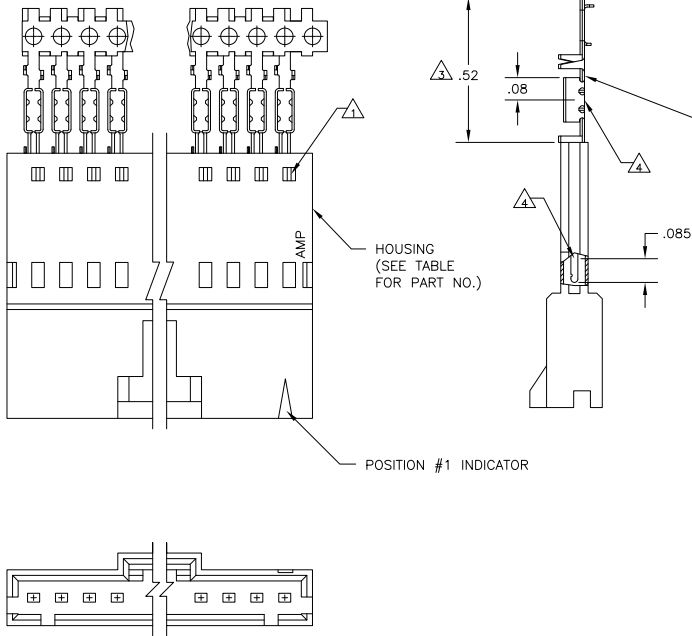 3 .52
.08
1
4
4
.085
AMP
HOUSING
(SEE TABLE
FOR PART NO.)
POSITION #1 INDICATOR